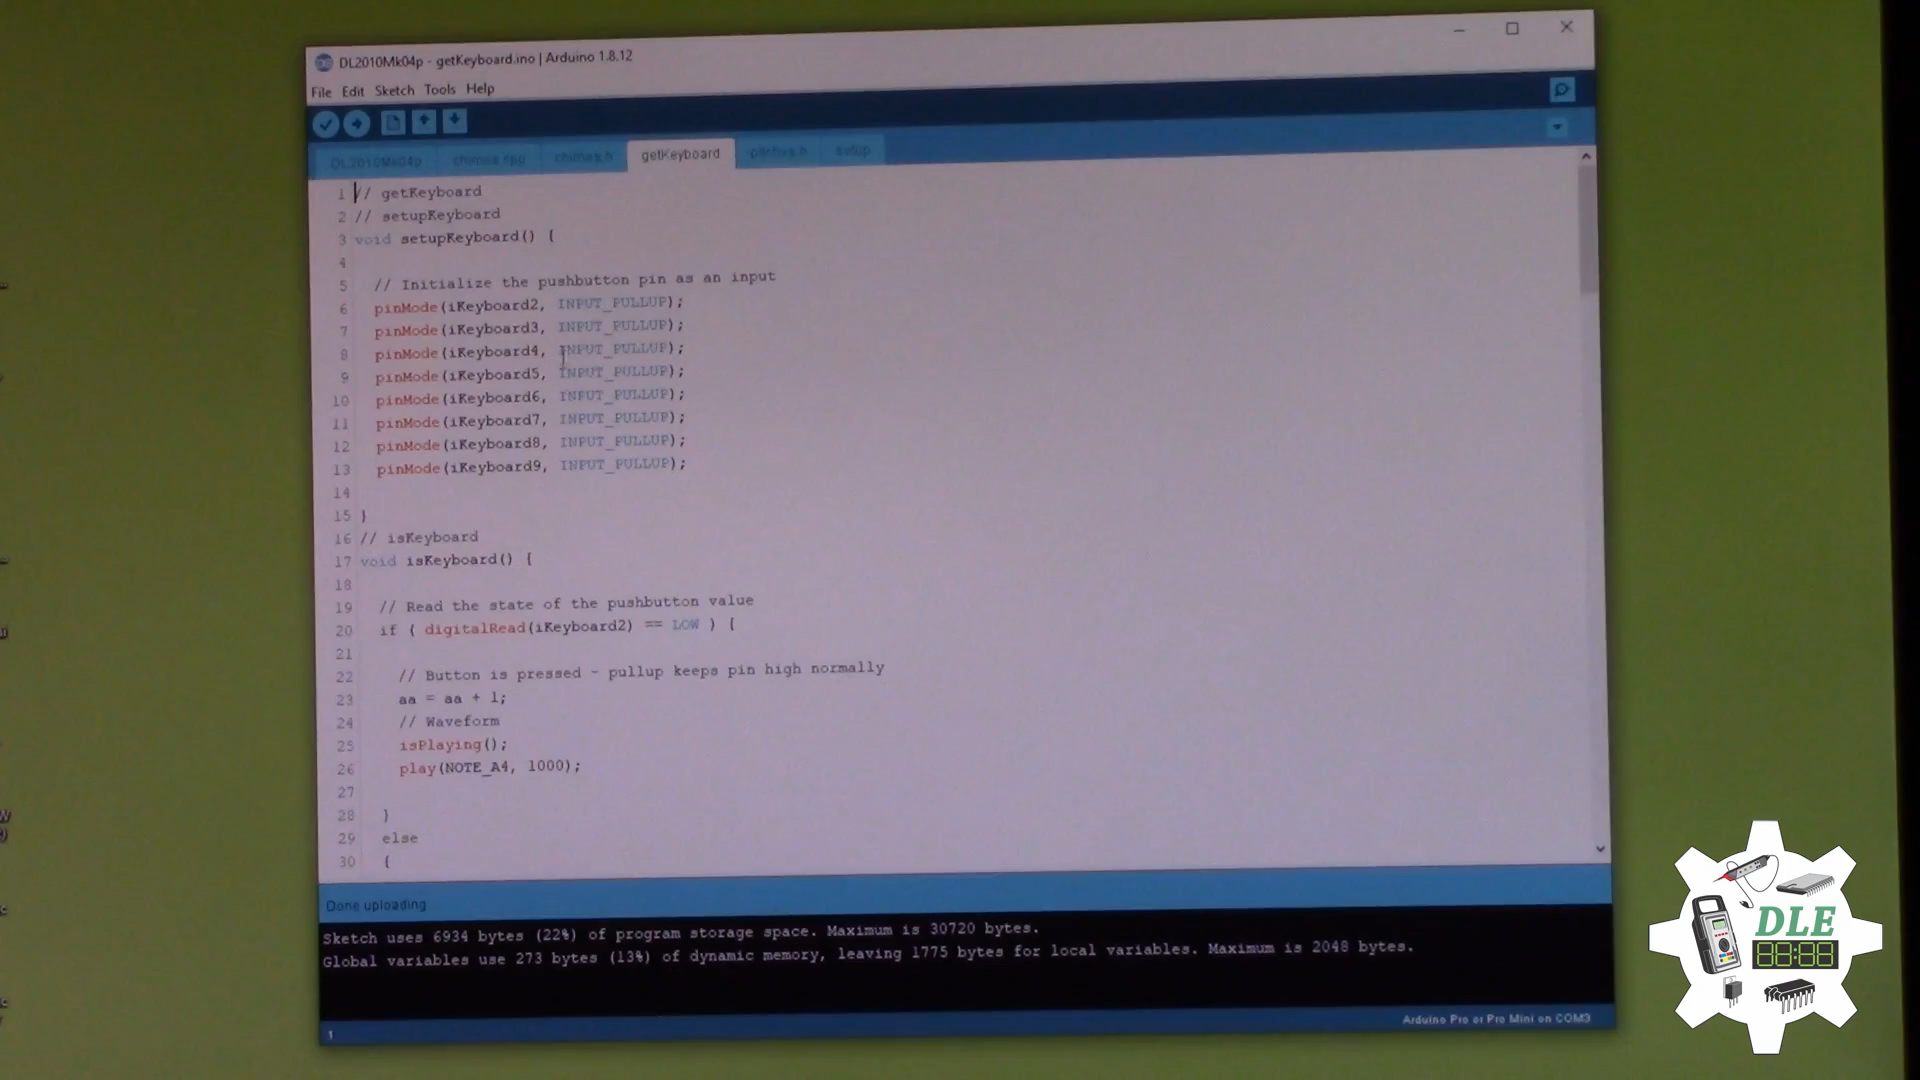 DL2010Mk04p - getKeyboard.ino | Arduino 1.8.12
File Edit Sketch Tools Help
DL2010Mk04p chimes.cpp chimes.h getKeyboard pitches.h setup
1 // getKeyboard
2 // setupKeyboard
3 void setupKeyboard() {
4
5 // Initialize the pushbutton pin as an input
6 pinMode(iKeyboard2, INPUT_PULLUP);
7 pinMode(iKeyboard3, INPUT_PULLUP);
8 pinMode(iKeyboard4, INPUT_PULLUP);
9 pinMode(iKeyboard5, INPUT_PULLUP);
10 pinMode(iKeyboard6, INPUT_PULLUP);
11 pinMode(iKeyboard7, INPUT_PULLUP);
12 pinMode(iKeyboard8, INPUT_PULLUP);
13 pinMode(iKeyboard9, INPUT_PULLUP);
14
15 }
16 // isKeyboard
17 void isKeyboard() {
18
19 // Read the state of the pushbutton value
20 if ( digitalRead(iKeyboard2) == LOW ) {
21
22 // Button is pressed - pullup keeps pin high normally
23 aa = aa + 1;
24 // Waveform
25 isPlaying();
26 play(NOTE_A4, 1000);
27
28 }
29 else
30 {
Done uploading.
Sketch uses 6934 bytes (22%) of program storage space. Maximum is 30720 bytes.
Global variables use 273 bytes (13%) of dynamic memory, leaving 1775 bytes for local variables. Maximum is 2048 bytes.
1 Arduino Pro or Pro Mini on COM3
DLE
88:88